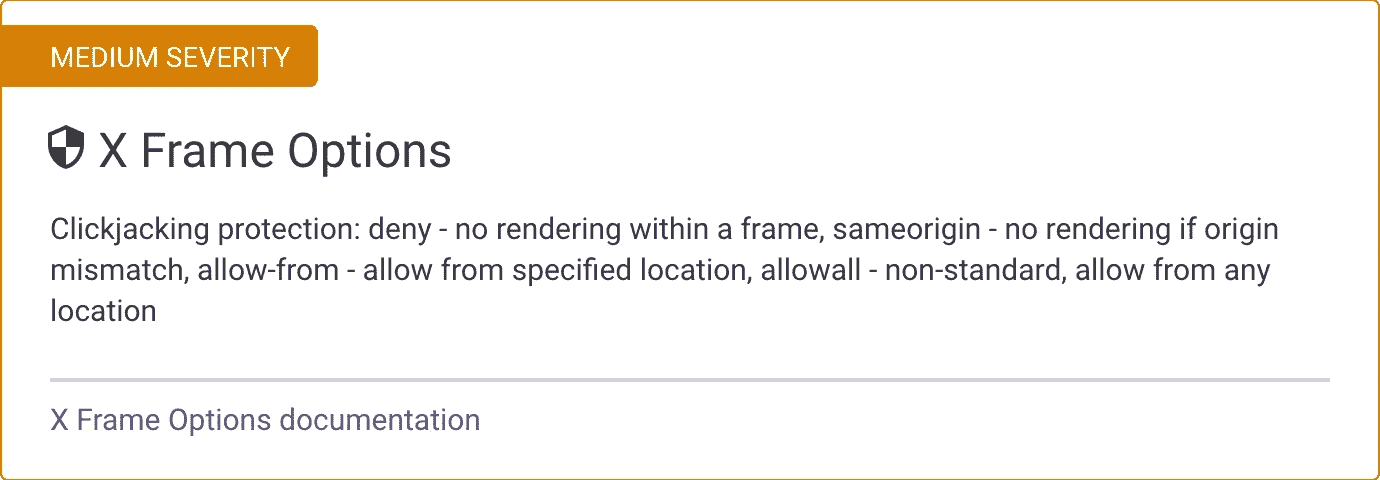 MEDIUM SEVERITY
X Frame Options
Clickjacking protection: deny - no rendering within a frame, sameorigin - no rendering if origin
mismatch, allow-from - allow from specified location, allowall - non-standard, allow from any
location
X Frame Options documentation